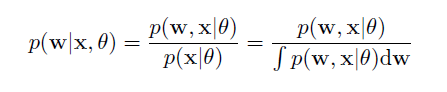 p(w|x, θ) = p(w, x|θ) / p(x|θ) = p(w, x|θ) / ∫ p(w, x|θ)dw